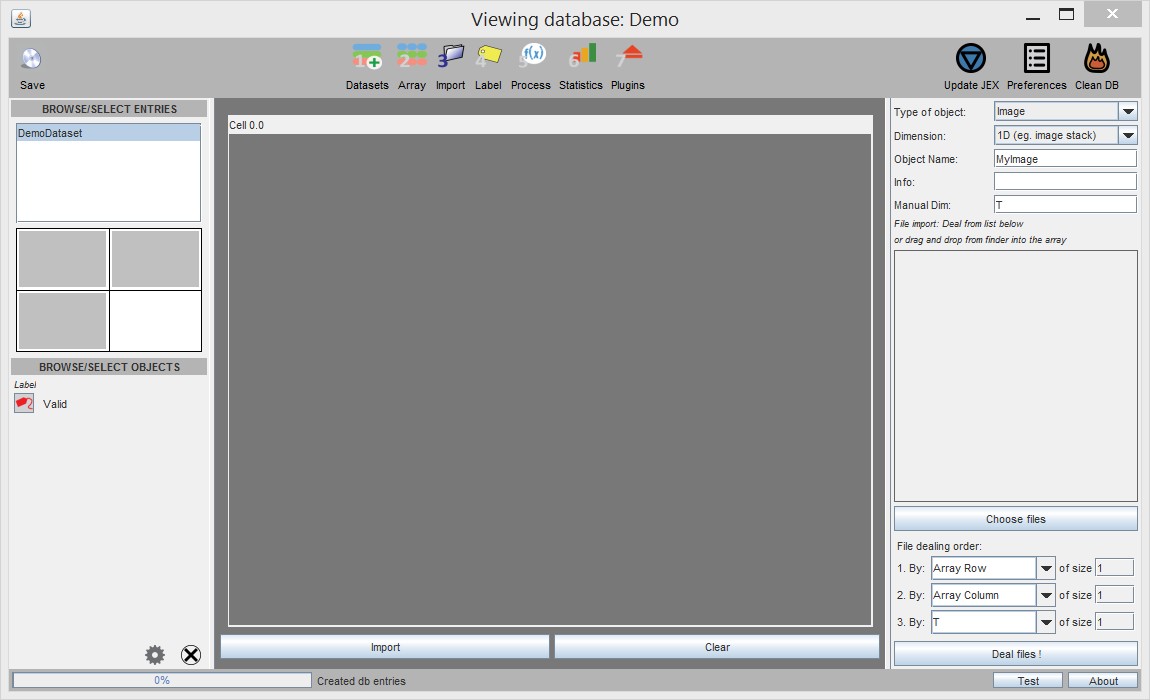 Viewing database: Demo
Save
1 2 3 4 5 6 7
Datasets Array Import Label Process Statistics Plugins
f(x)
Update JEX Preferences Clean DB
BROWSE/SELECT ENTRIES
DemoDataset
BROWSE/SELECT OBJECTS
Label
Valid
Cell 0.0
Import Clear
Type of object: Image
Dimension: 1D (eg. image stack)
Object Name: MyImage
Info:
Manual Dim: T
File import: Deal from list below
or drag and drop from finder into the array
Choose files
File dealing order:
1. By: Array Row of size 1
2. By: Array Column of size 1
3. By: T of size 1
Deal files !
0% Created db entries Test About